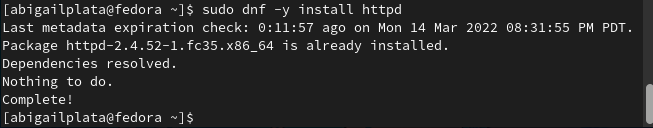 [abigailplata@fedora ~]$ sudo dnf -y install httpd
Last metadata expiration check: 0:11:57 ago on Mon 14 Mar 2022 08:31:55 PM PDT.
Package httpd-2.4.52-1.fc35.x86_64 is already installed.
Dependencies resolved.
Nothing to do.
Complete!
[abigailplata@fedora ~]$